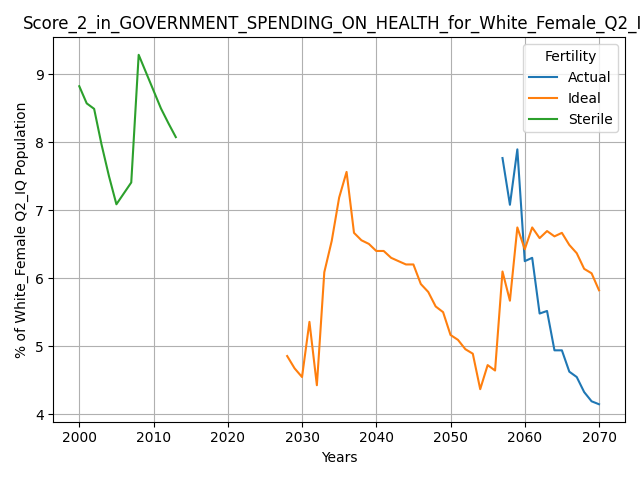 Score_2_in_GOVERNMENT_SPENDING_ON_HEALTH_for_White_Female_Q2_I
Fertility
Actual
Ideal
Sterile
% of White_Female Q2_IQ Population
9
8
7
6
5
4
2000 2010 2020 2030 2040 2050 2060 2070
Years